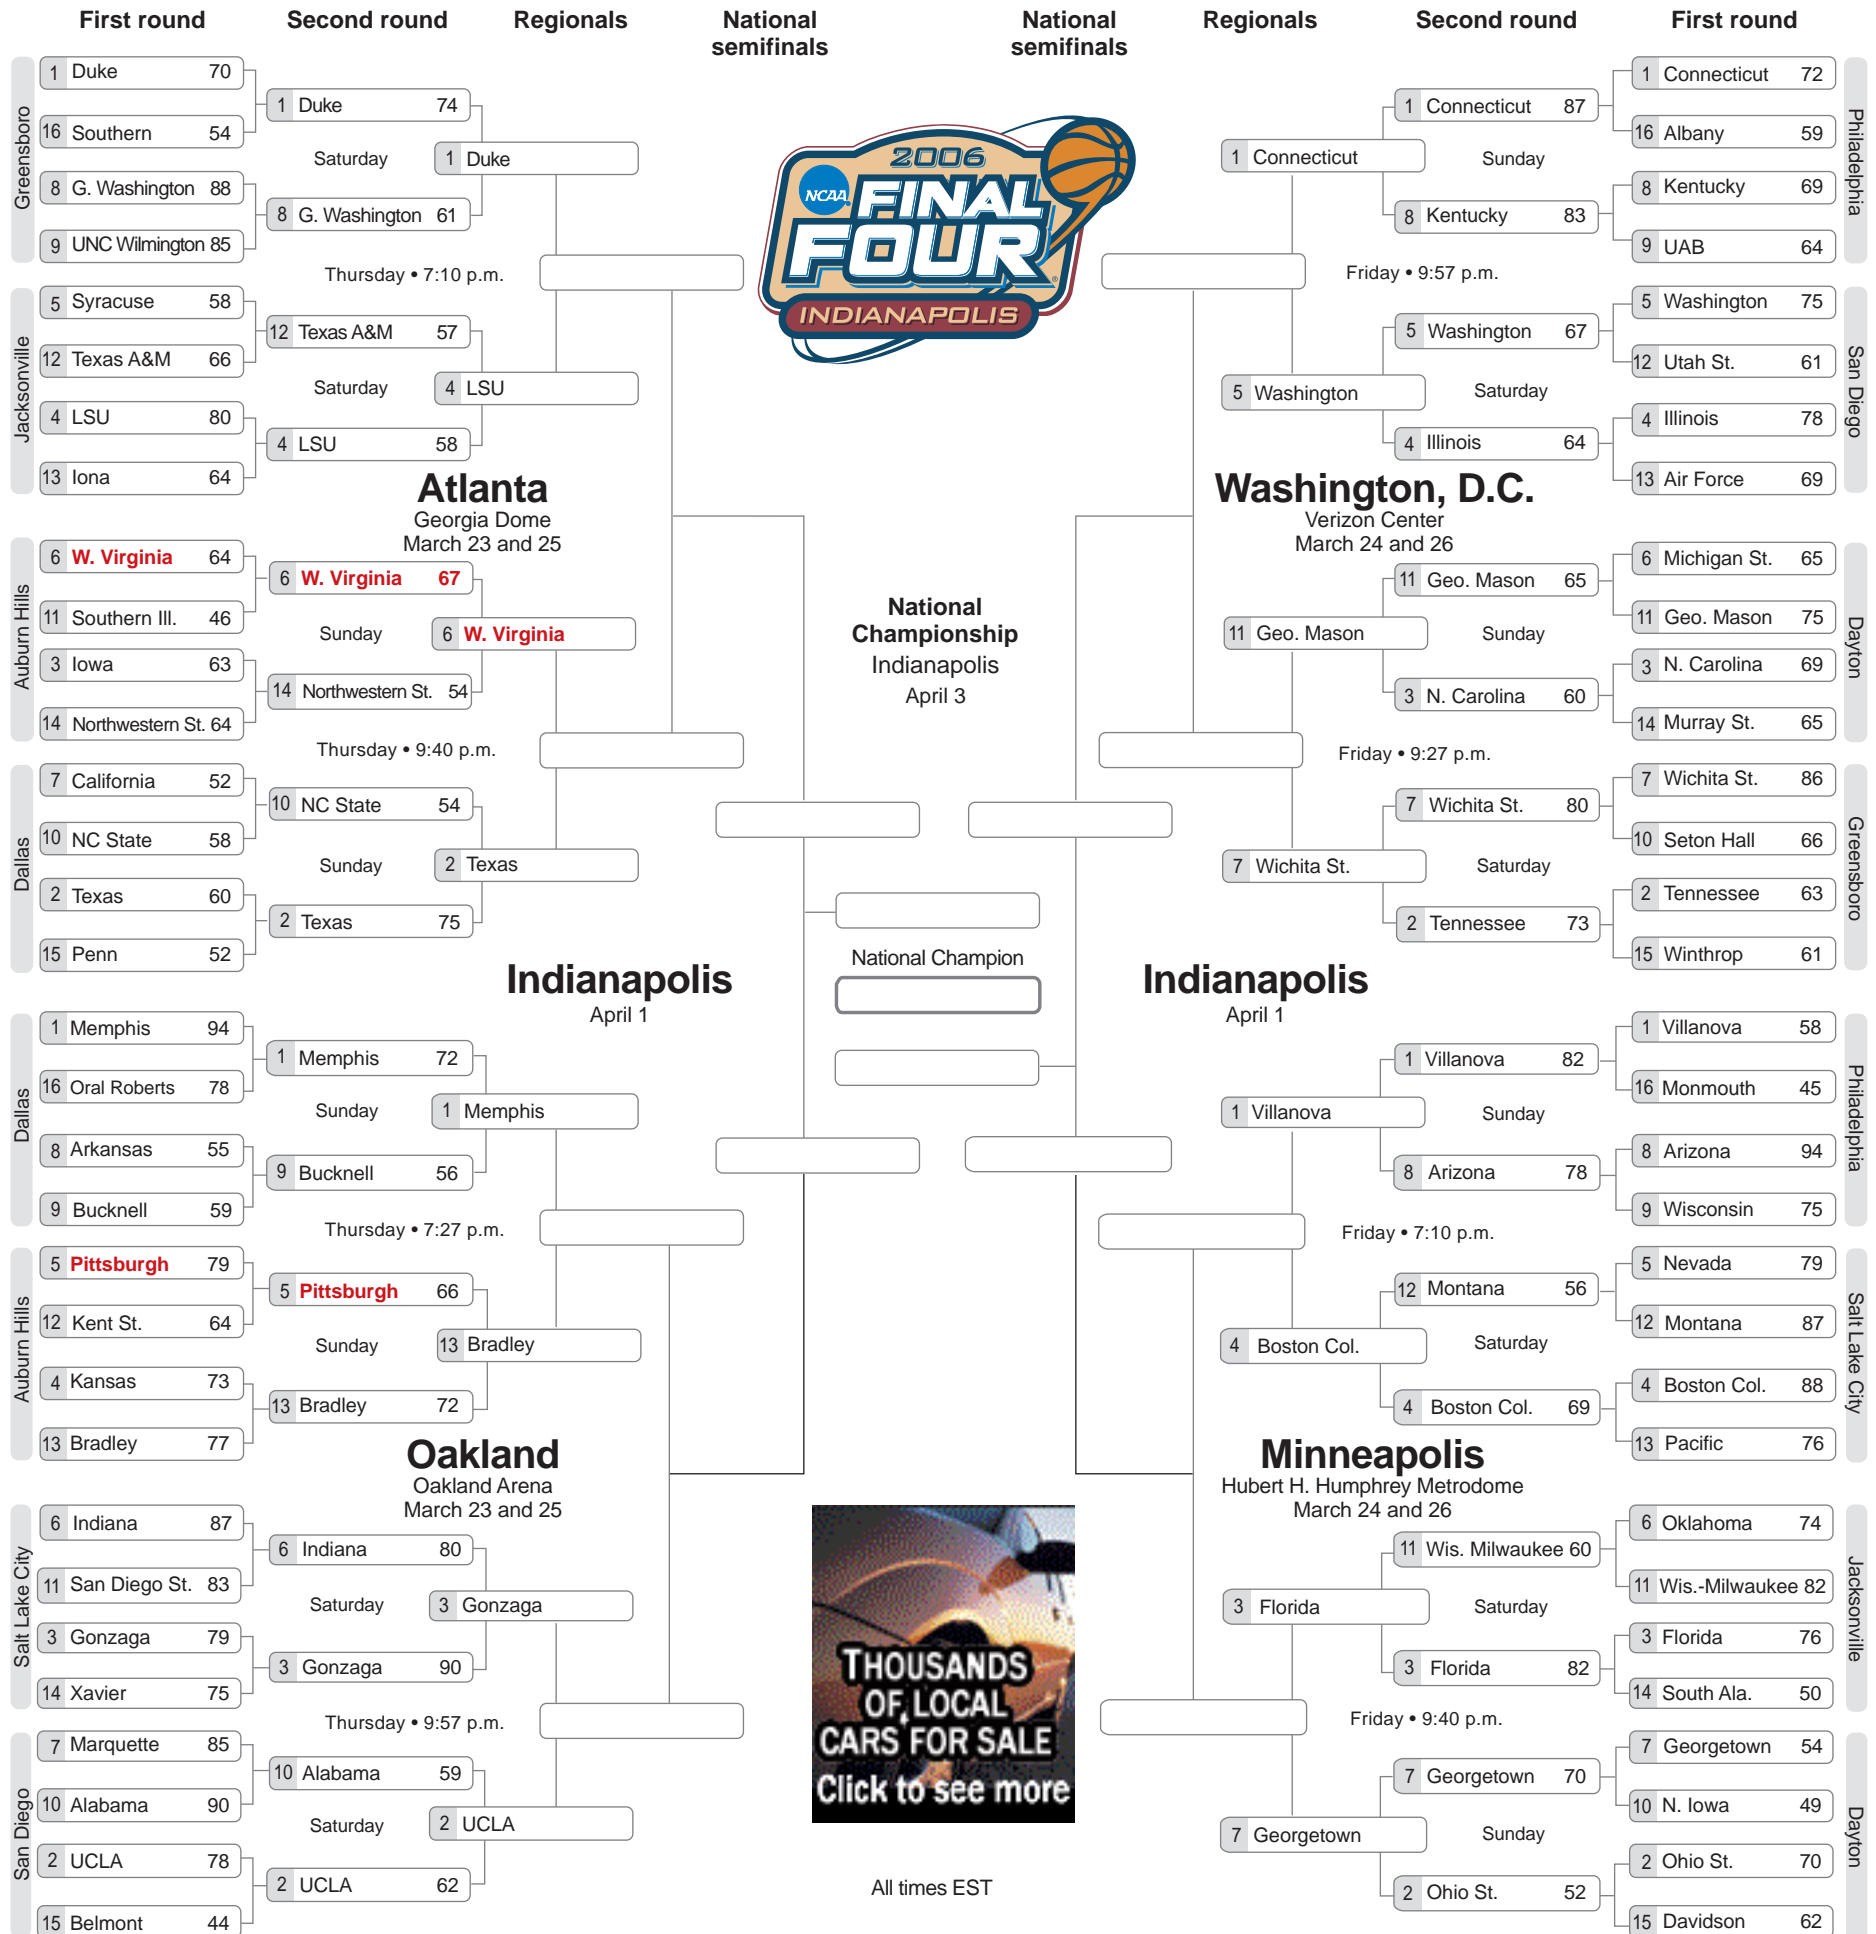 First round
Second round
Regionals
National
semifinals
National
semifinals
Regionals
Second round
First round
Greensboro
1 Duke 70
16 Southern 54
8 G. Washington 88
9 UNC Wilmington 85
1 Duke 74
Saturday
8 G. Washington 61
1 Duke
Thursday • 7:10 p.m.
Jacksonville
5 Syracuse 58
12 Texas A&M 66
4 LSU 80
13 Iona 64
12 Texas A&M 57
Saturday
4 LSU 58
4 LSU
Atlanta
Georgia Dome
March 23 and 25
Auburn Hills
6 W. Virginia 64
11 Southern Ill. 46
3 Iowa 63
14 Northwestern St. 64
6 W. Virginia 67
Sunday
14 Northwestern St. 54
6 W. Virginia
Thursday • 9:40 p.m.
Dallas
7 California 52
10 NC State 58
2 Texas 60
15 Penn 52
10 NC State 54
Sunday
2 Texas 75
2 Texas
Indianapolis
April 1
Dallas
1 Memphis 94
16 Oral Roberts 78
8 Arkansas 55
9 Bucknell 59
1 Memphis 72
Sunday
9 Bucknell 56
1 Memphis
Thursday • 7:27 p.m.
Auburn Hills
5 Pittsburgh 79
12 Kent St. 64
4 Kansas 73
13 Bradley 77
5 Pittsburgh 66
Sunday
13 Bradley 72
13 Bradley
Oakland
Oakland Arena
March 23 and 25
Salt Lake City
6 Indiana 87
11 San Diego St. 83
3 Gonzaga 79
14 Xavier 75
6 Indiana 80
Saturday
3 Gonzaga 90
3 Gonzaga
Thursday • 9:57 p.m.
San Diego
7 Marquette 85
10 Alabama 90
2 UCLA 78
15 Belmont 44
10 Alabama 59
Saturday
2 UCLA 62
2 UCLA
2006
NCAA
FINAL
FOUR
®
INDIANAPOLIS
National
Championship
Indianapolis
April 3
National Champion
THOUSANDS
OF LOCAL
CARS FOR SALE
Click to see more
All times EST
1 Connecticut 72
16 Albany 59
8 Kentucky 69
9 UAB 64
Philadelphia
1 Connecticut 87
Sunday
8 Kentucky 83
1 Connecticut
Friday • 9:57 p.m.
5 Washington 75
12 Utah St. 61
4 Illinois 78
13 Air Force 69
San Diego
5 Washington 67
Saturday
4 Illinois 64
5 Washington
Washington, D.C.
Verizon Center
March 24 and 26
6 Michigan St. 65
11 Geo. Mason 75
3 N. Carolina 69
14 Murray St. 65
Dayton
11 Geo. Mason 65
Sunday
3 N. Carolina 60
11 Geo. Mason
Friday • 9:27 p.m.
7 Wichita St. 86
10 Seton Hall 66
2 Tennessee 63
15 Winthrop 61
Greensboro
7 Wichita St. 80
Saturday
2 Tennessee 73
7 Wichita St.
Indianapolis
April 1
1 Villanova 58
16 Monmouth 45
8 Arizona 94
9 Wisconsin 75
Philadelphia
1 Villanova 82
Sunday
8 Arizona 78
1 Villanova
Friday • 7:10 p.m.
5 Nevada 79
12 Montana 87
4 Boston Col. 88
13 Pacific 76
Salt Lake City
12 Montana 56
Saturday
4 Boston Col. 69
4 Boston Col.
Minneapolis
Hubert H. Humphrey Metrodome
March 24 and 26
6 Oklahoma 74
11 Wis.-Milwaukee 82
3 Florida 76
14 South Ala. 50
Jacksonville
11 Wis. Milwaukee 60
Saturday
3 Florida 82
3 Florida
Friday • 9:40 p.m.
7 Georgetown 54
10 N. Iowa 49
2 Ohio St. 70
15 Davidson 62
Dayton
7 Georgetown 70
Sunday
2 Ohio St. 52
7 Georgetown